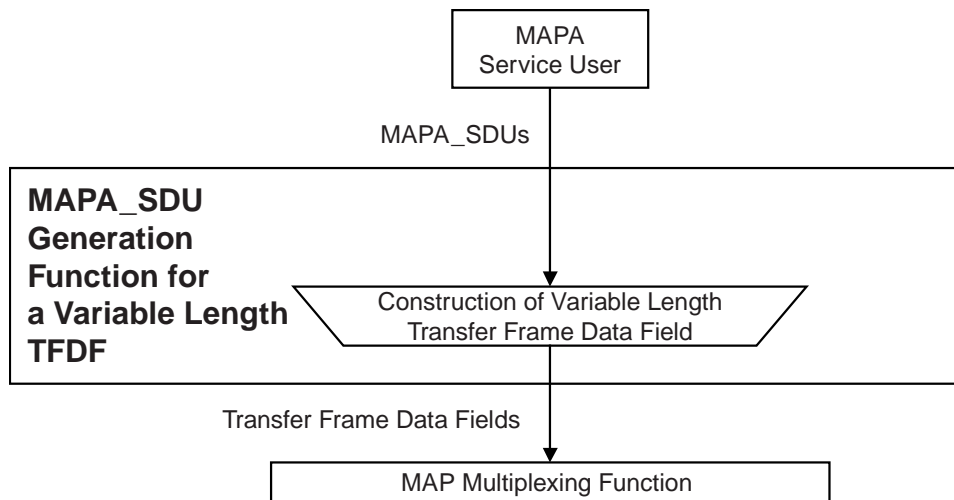 MAPA
Service User
MAPA_SDUs
MAPA_SDU
Generation
Function for
a Variable Length
TFDF
Construction of Variable Length
Transfer Frame Data Field
Transfer Frame Data Fields
MAP Multiplexing Function